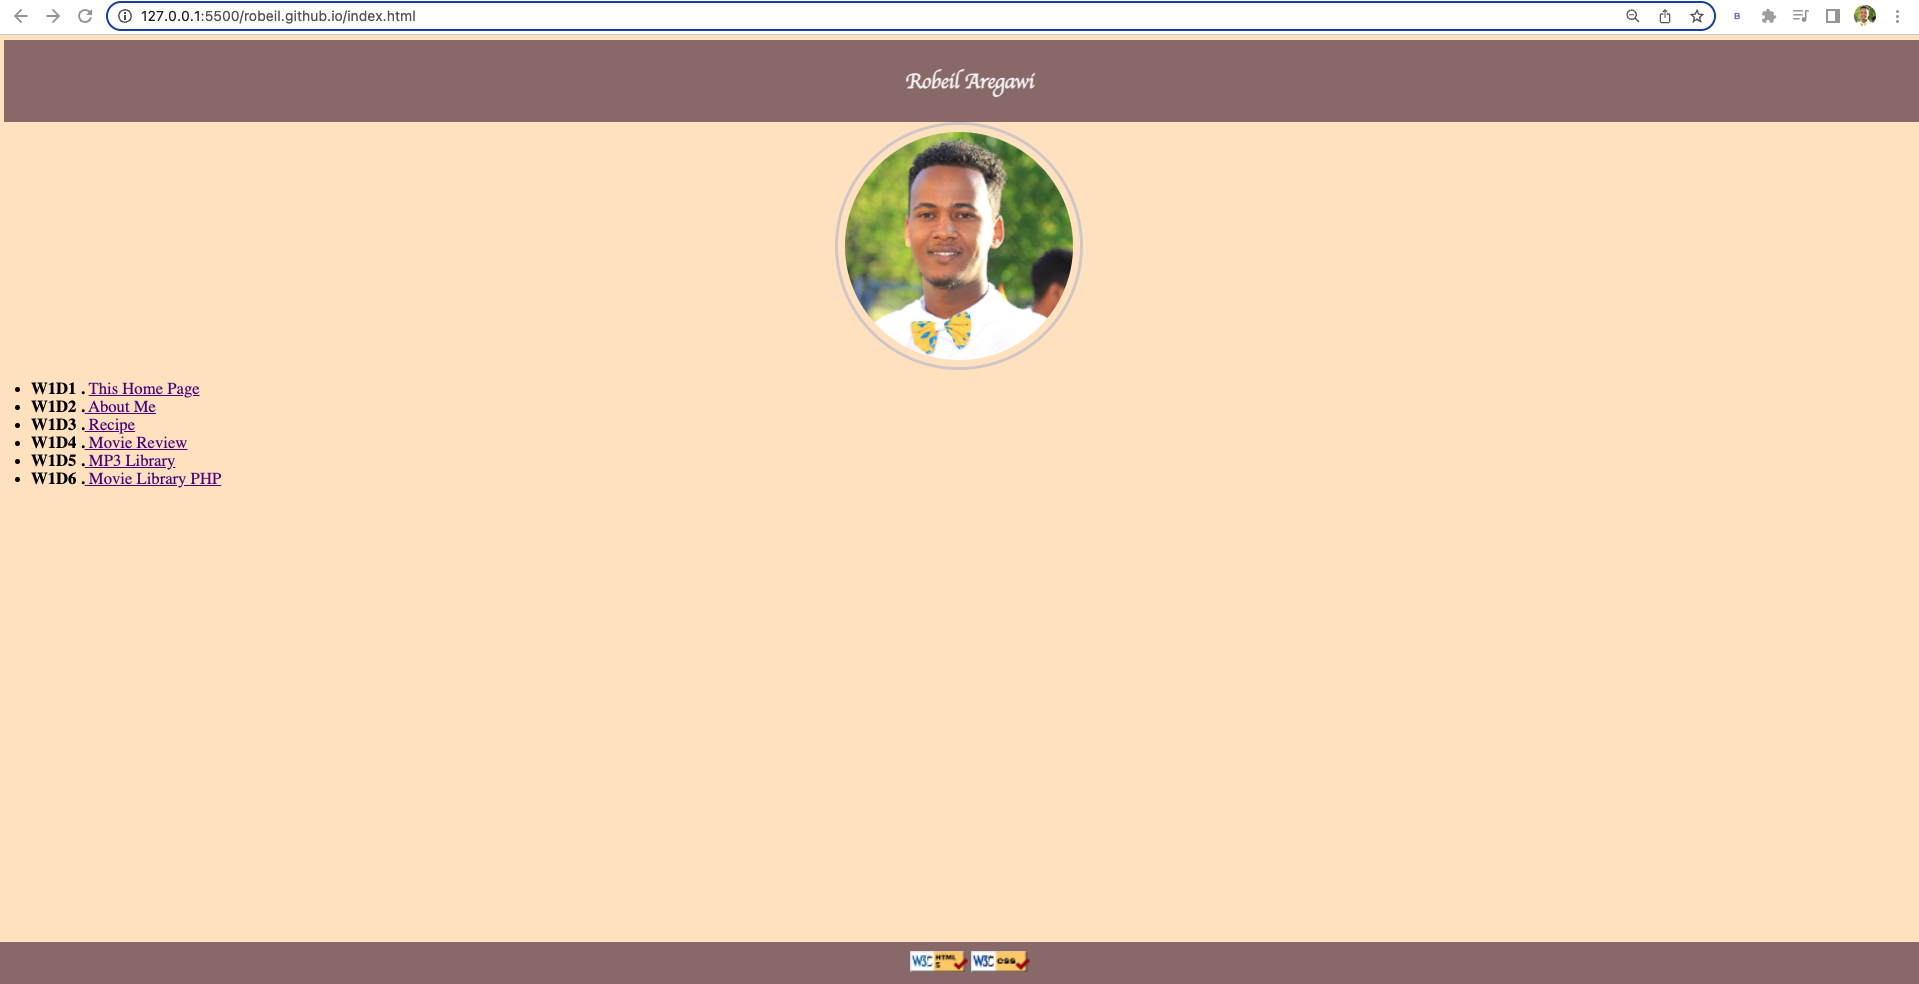 127.0.0.1:5500/robeil.github.io/index.html
B
Robeil Aregawi
W1D1 . This Home Page
W1D2 . About Me
W1D3 . Recipe
W1D4 . Movie Review
W1D5 . MP3 Library
W1D6 . Movie Library PHP
W3C HTML 5 W3C css